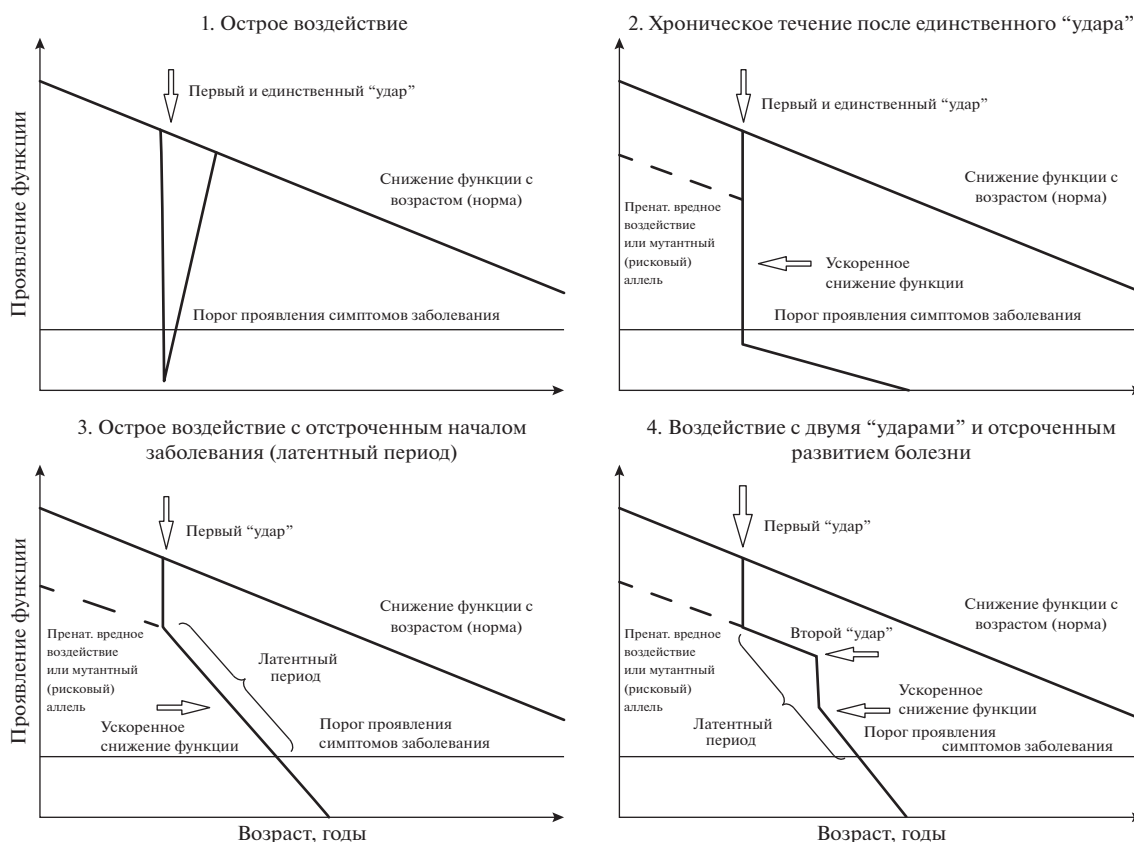 1. Острое воздействие
Проявление функции
Первый и единственный “удар”
Снижение функции с
возрастом (норма)
Порог проявления симптомов заболевания
2. Хроническое течение после единственного “удара”
Первый и единственный “удар”
Снижение функции с
возрастом (норма)
Пренат. вредное
воздействие
или мутантный
(рисковый)
аллель
Ускоренное
снижение функции
Порог проявления симптомов заболевания
3. Острое воздействие с отстроченным началом
заболевания (латентный период)
Проявление функции
Первый “удар”
Снижение функции с
возрастом (норма)
Пренат. вредное
воздействие
или мутантный
(рисковый)
аллель
Латентный
период
Ускоренное
снижение функции
Порог проявления
симптомов заболевания
Возраст, годы
4. Воздействие с двумя “ударами” и отсроченным
развитием болезни
Первый “удар”
Снижение функции с
возрастом (норма)
Пренат. вредное
воздействие
или мутантный
(рисковый)
аллель
Второй “удар”
Ускоренное
снижение функции
Латентный
период
Порог проявления
симптомов заболевания
Возраст, годы